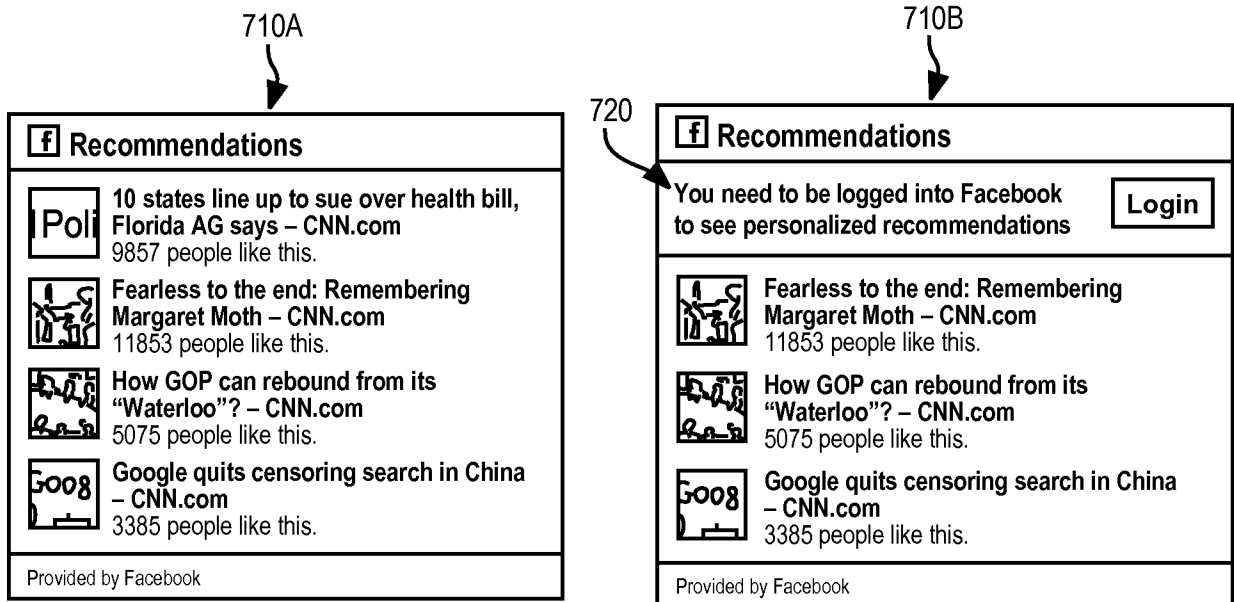 710A
f Recommendations
Poli
10 states line up to sue over health bill,
Florida AG says – CNN.com
9857 people like this.
Fearless to the end: Remembering
Margaret Moth – CNN.com
11853 people like this.
How GOP can rebound from its
“Waterloo”? – CNN.com
5075 people like this.
GOO8
Google quits censoring search in China
– CNN.com
3385 people like this.
Provided by Facebook
710B
720
f Recommendations
You need to be logged into Facebook
to see personalized recommendations
Login
Fearless to the end: Remembering
Margaret Moth – CNN.com
11853 people like this.
How GOP can rebound from its
“Waterloo”? – CNN.com
5075 people like this.
GOO8
Google quits censoring search in China
– CNN.com
3385 people like this.
Provided by Facebook